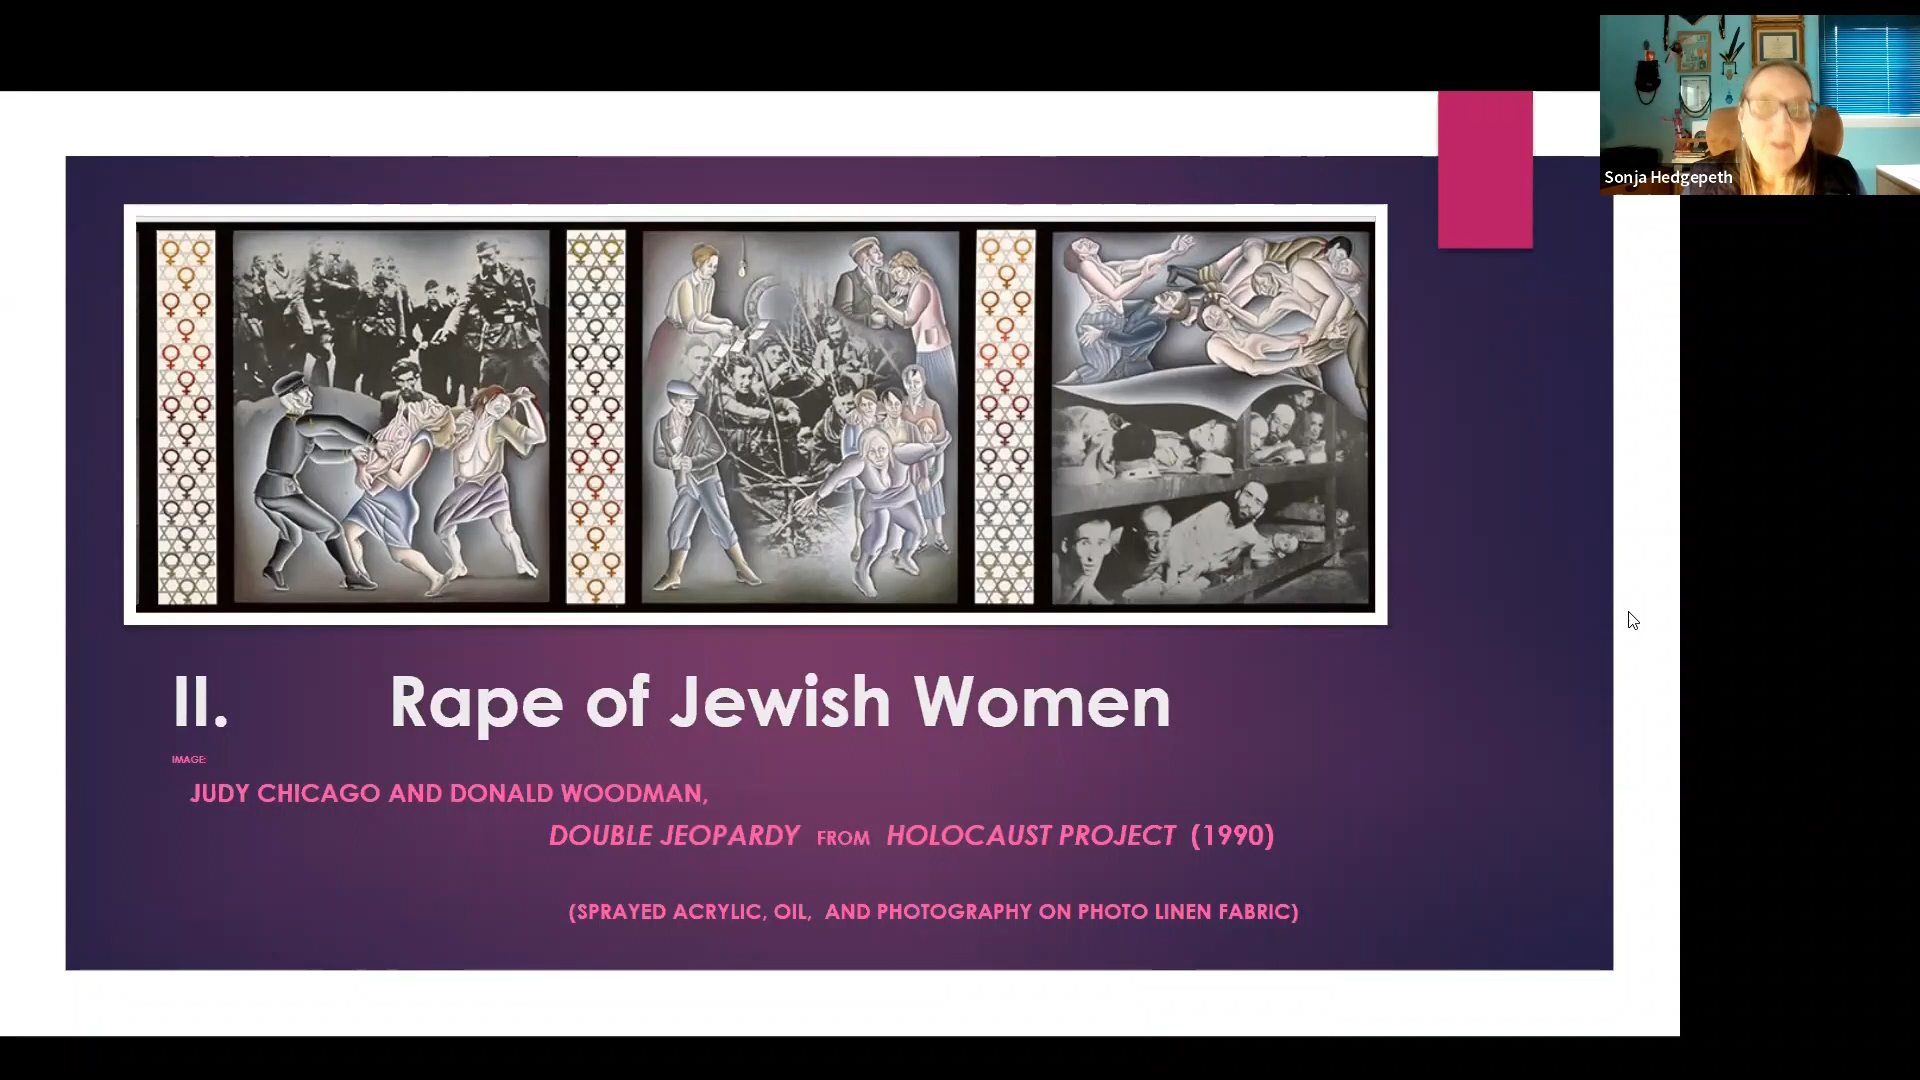 Sonja Hedgepeth
II. Rape of Jewish Women
IMAGE:
JUDY CHICAGO AND DONALD WOODMAN,
DOUBLE JEOPARDY FROM HOLOCAUST PROJECT (1990)
(SPRAYED ACRYLIC, OIL, AND PHOTOGRAPHY ON PHOTO LINEN FABRIC)